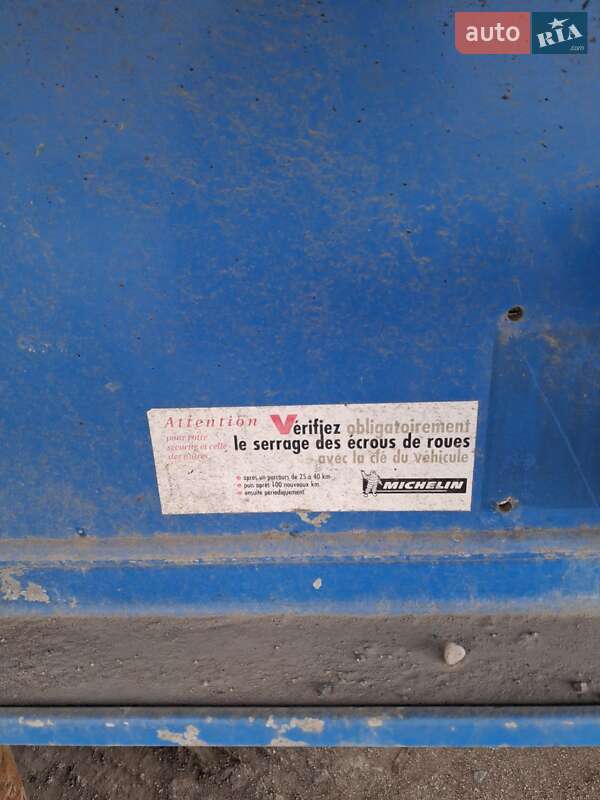 auto RIA .com
Attention
pour votre
sécurité et celle
des autres
Vérifiez obligatoirement
le serrage des écrous de roues
avec la clé du véhicule
après un parcours de 25 à 40 km
puis après 100 nouveaux km
ensuite périodiquement
MICHELIN